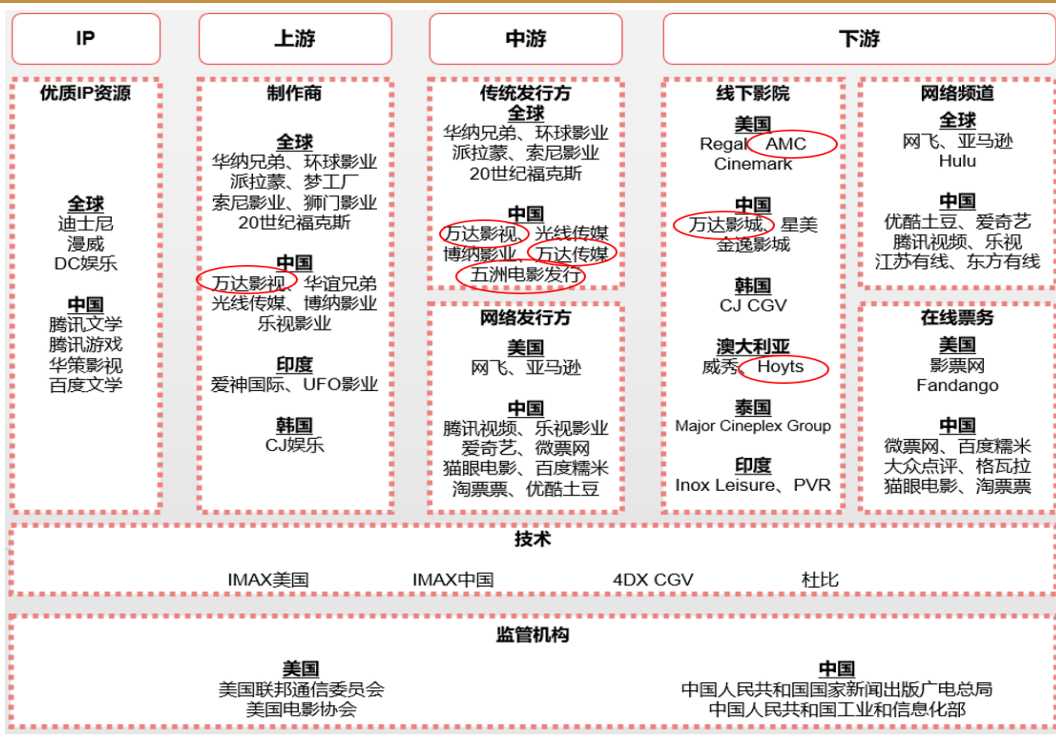 IP
上游
中游
下游
优质IP资源
全球
迪士尼
漫威
DC娱乐
中国
腾讯文学
腾讯游戏
华策影视
百度文学
制作商
全球
华纳兄弟、环球影业
派拉蒙、梦工厂
索尼影业、狮门影业
20世纪福克斯
中国
万达影视、华谊兄弟
光线传媒、博纳影业
乐视影业
印度
爱神国际、UFO影业
韩国
CJ娱乐
传统发行方
全球
华纳兄弟、环球影业
派拉蒙、索尼影业
20世纪福克斯
中国
万达影视、光线传媒
博纳影业、万达传媒
五洲电影发行
网络发行方
美国
网飞、亚马逊
中国
腾讯视频、乐视影业
爱奇艺、微票网
猫眼电影、百度糯米
淘票票、优酷土豆
线下影院
美国
Regal、AMC
Cinemark
中国
万达影城、星美
金逸影城
韩国
CJ CGV
澳大利亚
威秀、Hoyts
泰国
Major Cineplex Group
印度
Inox Leisure、PVR
网络频道
全球
网飞、亚马逊
Hulu
中国
优酷土豆、爱奇艺
腾讯视频、乐视
江苏有线、东方有线
在线票务
美国
影票网
Fandango
中国
微票网、百度糯米
大众点评、格瓦拉
猫眼电影、淘票票
技术
IMAX美国 IMAX中国 4DX CGV 杜比
监管机构
美国
美国联邦通信委员会
美国电影协会
中国
中国人民共和国国家新闻出版广电总局
中国人民共和国工业和信息化部